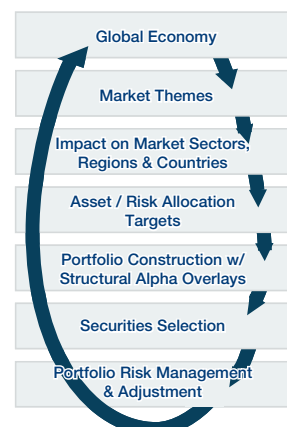 Global Economy
Market Themes
Impact on Market Sectors,
Regions & Countries
Asset / Risk Allocation
Targets
Portfolio Construction w/
Structural Alpha Overlays
Securities Selection
Portfolio Risk Management
& Adjustment